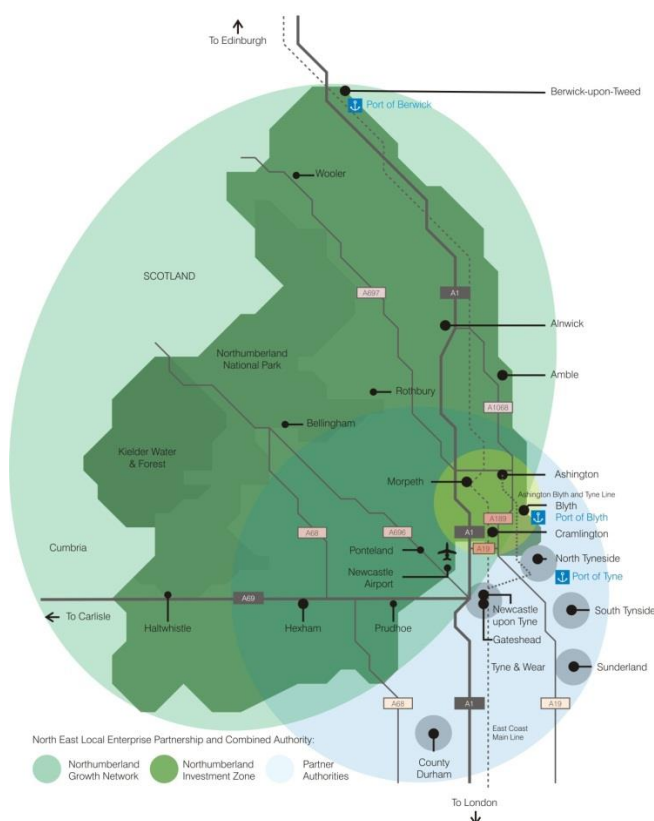 To Edinburgh
Berwick-upon-Tweed
Port of Berwick
Wooler
SCOTLAND
A697
A1
Alnwick
Northumberland
National Park
Amble
Rothbury
A1068
Bellingham
Kielder Water
& Forest
Morpeth
Ashington
Ashington Blyth and Tyne Line
Blyth
Port of Blyth
A189
A68
A696
A1
Cramlington
Cumbria
Ponteland
A19
North Tyneside
Newcastle
Airport
Port of Tyne
A69
To Carlisle
Haltwhistle
Hexham
Prudhoe
Newcastle
upon Tyne
South Tynside
Gateshead
Tyne & Wear
Sunderland
A68
A1
A19
East Coast
Main Line
North East Local Enterprise Partnership and Combined Authority:
Northumberland
Growth Network
Northumberland
Investment Zone
Partner
Authorities
County
Durham
To London